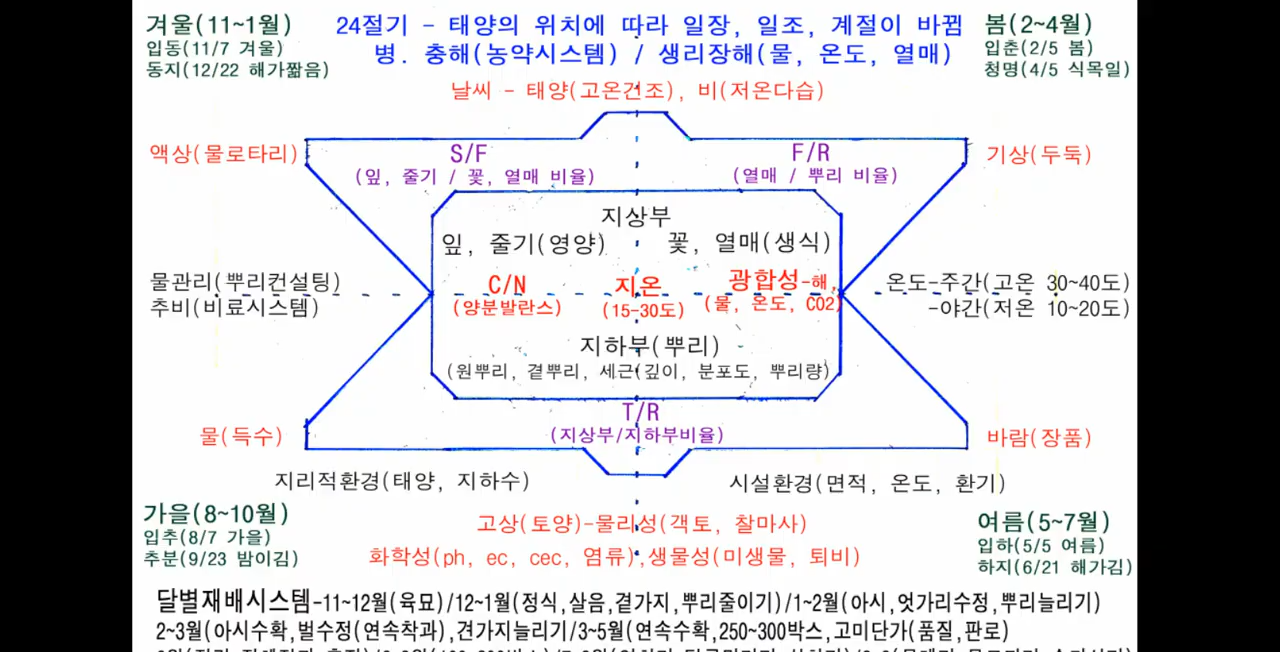 겨울(11~1월)
입동(11/7 겨울)
동지(12/22 해가짧음)
24절기 - 태양의 위치에 따라 일장, 일조, 계절이 바뀜
병. 충해(농약시스템) / 생리장해(물, 온도, 열매)
봄(2~4월)
입춘(2/5 봄)
청명(4/5 식목일)
날씨 - 태양(고온건조), 비(저온다습)
액상(물로타리)
S/F
(잎, 줄기 / 꽃, 열매 비율)
F/R
(열매 / 뿌리 비율)
기상(두둑)
지상부
잎, 줄기(영양)
꽃, 열매(생식)
물관리(뿌리컨설팅)
추비(비료시스템)
C/N
(양분발란스)
지온
(15-30도)
광합성-해,
(물, 온도, CO2)
온도-주간(고온 30~40도)
-야간(저온 10~20도)
지하부(뿌리)
(원뿌리, 곁뿌리, 세근(깊이, 분포도, 뿌리량)
T/R
(지상부/지하부비율)
물(득수)
바람(장품)
지리적환경(태양, 지하수)
시설환경(면적, 온도, 환기)
가을(8~10월)
입추(8/7 가을)
추분(9/23 밤이김)
고상(토양)-물리성(객토, 찰마사)
화학성(ph, ec, cec, 염류),생물성(미생물, 퇴비)
여름(5~7월)
입하(5/5 여름)
하지(6/21 해가김)
달별재배시스템-11~12월(육묘)/12~1월(정식,살음,곁가지,뿌리줄이기)/1~2월(아시,엇가리수정,뿌리늘리기)
2~3월(아시수확,벌수정(연속착과),견가지늘리기/3~5월(연속수확,250~300박스,고미단가(품질,판로)